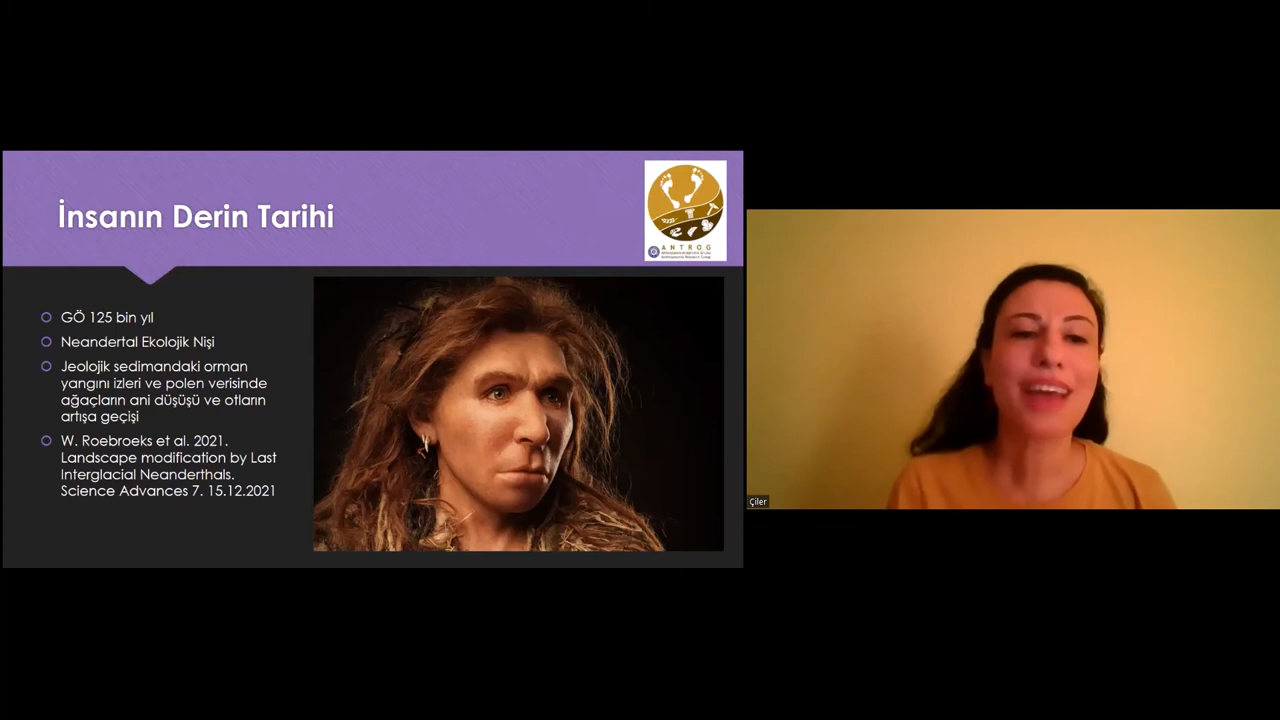 İnsanın Derin Tarihi
ANTROG
GÖ 125 bin yıl
Neandertal Ekolojik Nişi
Jeolojik sedimandaki orman
yangını izleri ve polen verisinde
ağaçların ani düşüşü ve otların
artışa geçişi
W. Roebroeks et al. 2021.
Landscape modification by Last
Interglacial Neanderthals.
Science Advances 7. 15.12.2021
Çiler